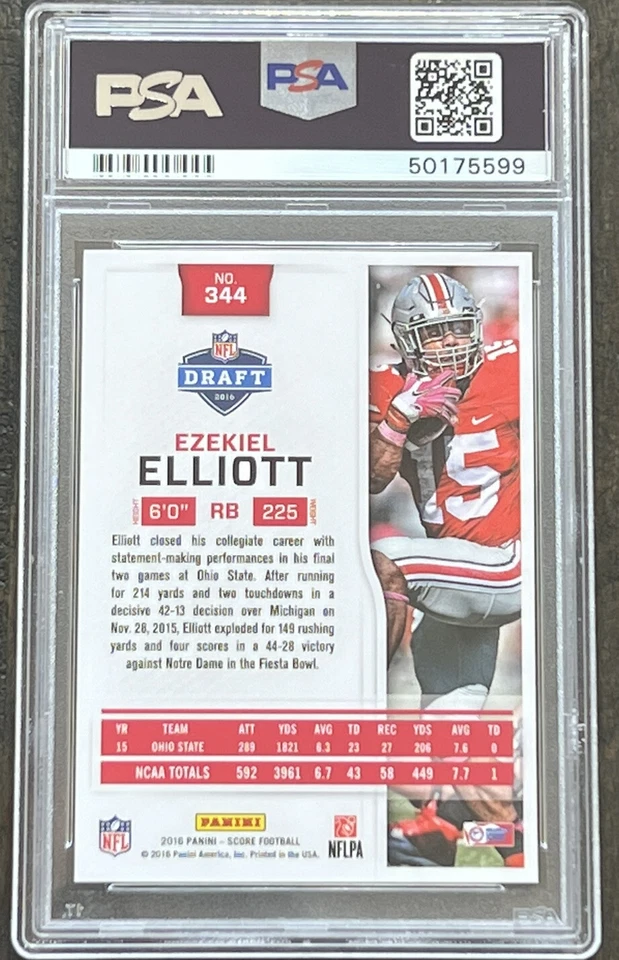 PSA
PSA
50175599
NO.
344
NFL
DRAFT
2016
EZEKIEL
ELLIOTT
HEIGHT 6'0" RB 225 WEIGHT
Elliott closed his collegiate career with
statement-making performances in his final
two games at Ohio State. After running
for 214 yards and two touchdowns in a
decisive 42-13 decision over Michigan on
Nov. 28, 2015, Elliott exploded for 149 rushing
yards and four scores in a 44-28 victory
against Notre Dame in the Fiesta Bowl.
YR TEAM ATT YDS AVG TD REC YDS AVG TD
15 OHIO STATE 289 1821 6.3 23 27 206 7.6 0
NCAA TOTALS 592 3961 6.7 43 58 449 7.7 1
NFL
PANINI
2016 PANINI – SCORE FOOTBALL
© 2016 Panini America, Inc. Printed in the USA.
NFLPA
15
15
PSA